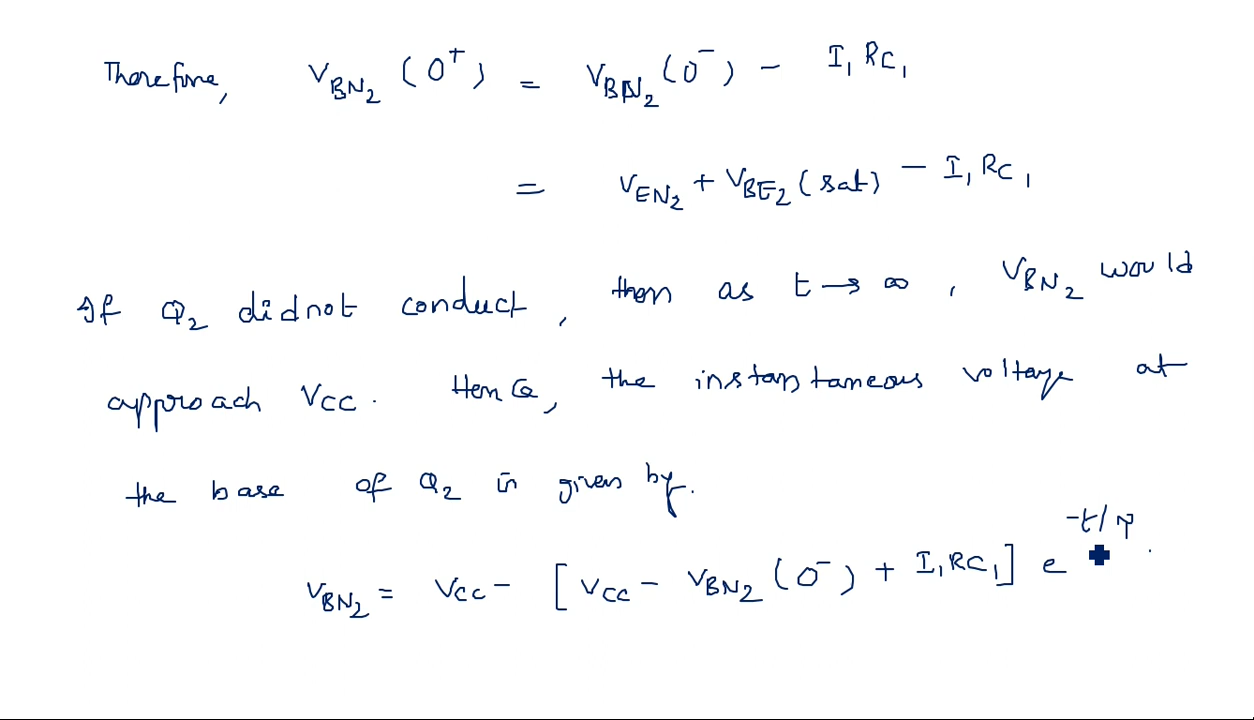 Therefore, V_BN₂ (0⁺) = V_BN₂ (0⁻) - I₁ RC₁
= V_EN₂ + V_BE₂ (sat) - I₁ RC₁
If Q₂ didnot conduct, then as t → ∞, V_BN₂ would
approach Vcc. Hence, the instantaneous voltage at
the base of Q₂ is given by.
V_BN₂ = Vcc - [Vcc - V_BN₂ (0⁻) + I₁RC₁] e^(-t/τ).